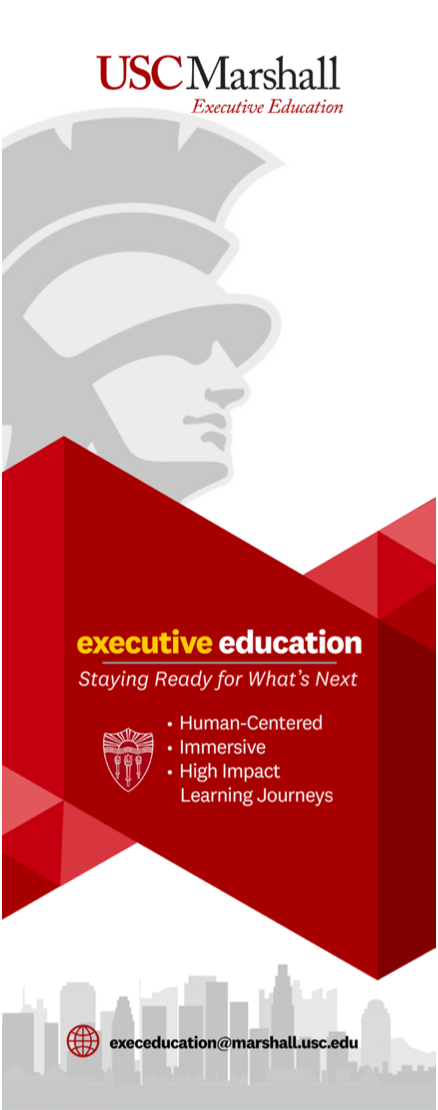 USC Marshall
Executive Education
executive education
Staying Ready for What's Next
• Human-Centered
• Immersive
• High Impact
Learning Journeys
execeducation@marshall.usc.edu